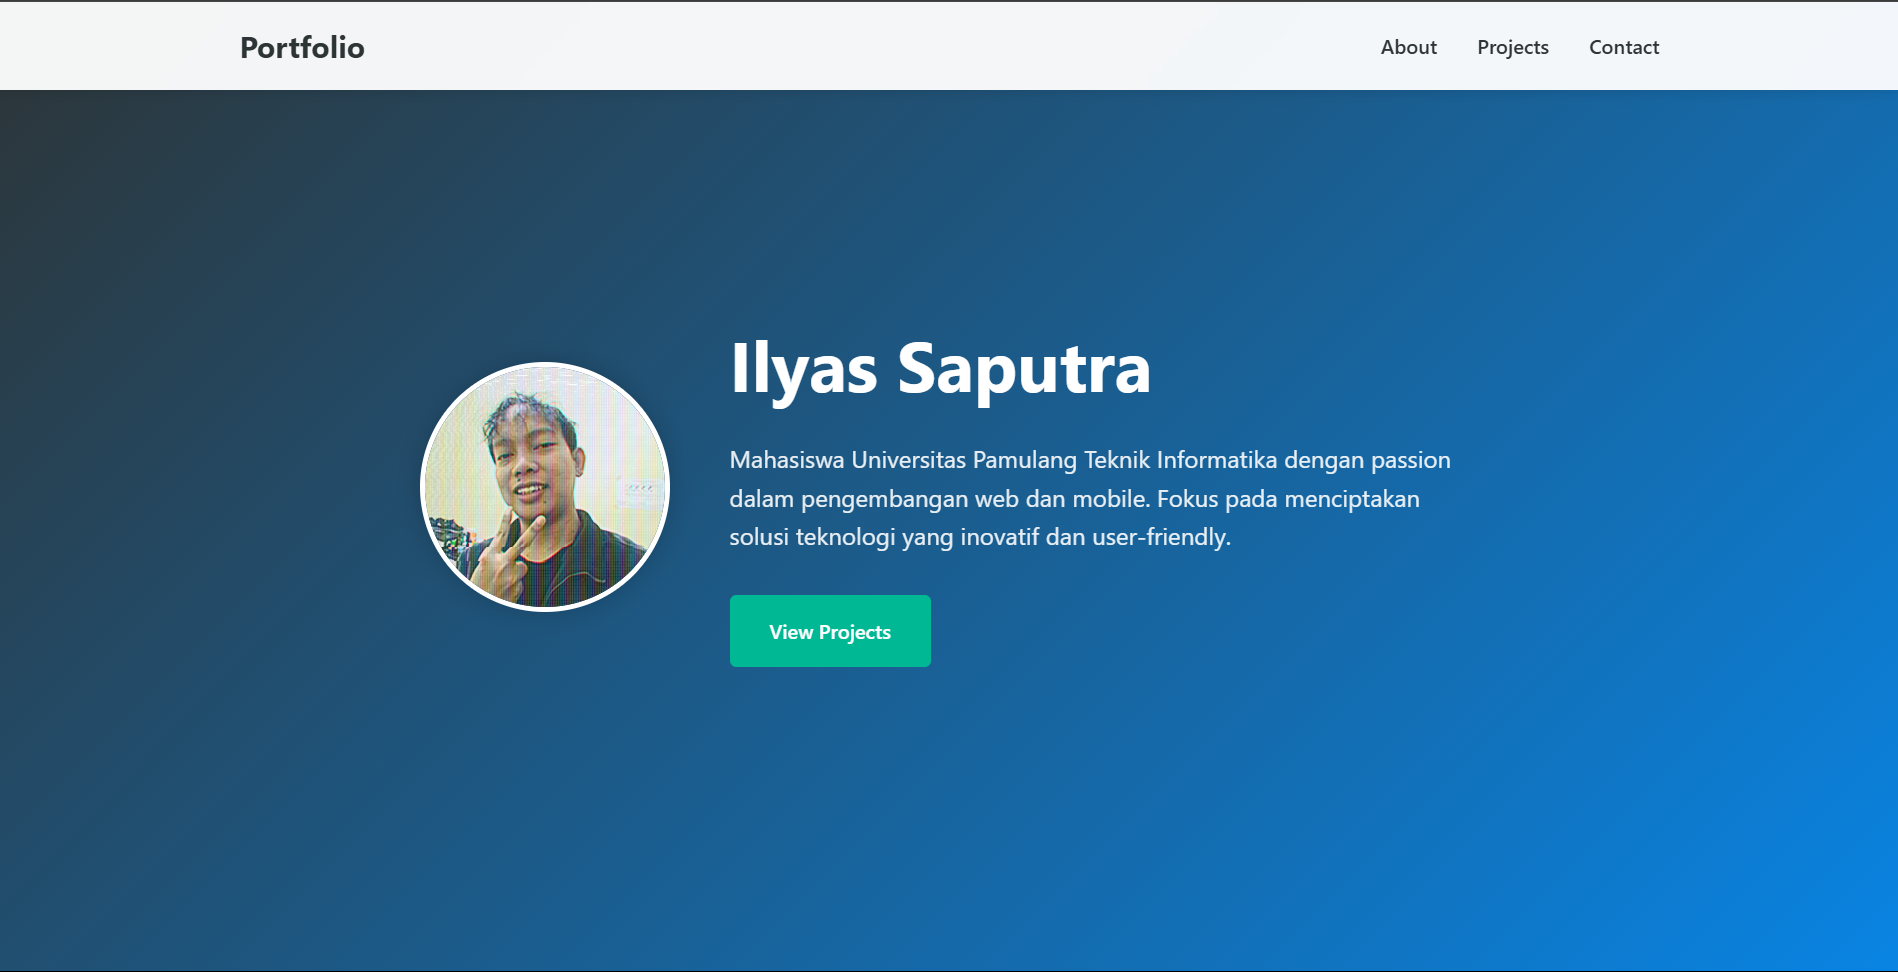 Portfolio
About
Projects
Contact
Ilyas Saputra
Mahasiswa Universitas Pamulang Teknik Informatika dengan passion
dalam pengembangan web dan mobile. Fokus pada menciptakan
solusi teknologi yang inovatif dan user-friendly.
View Projects